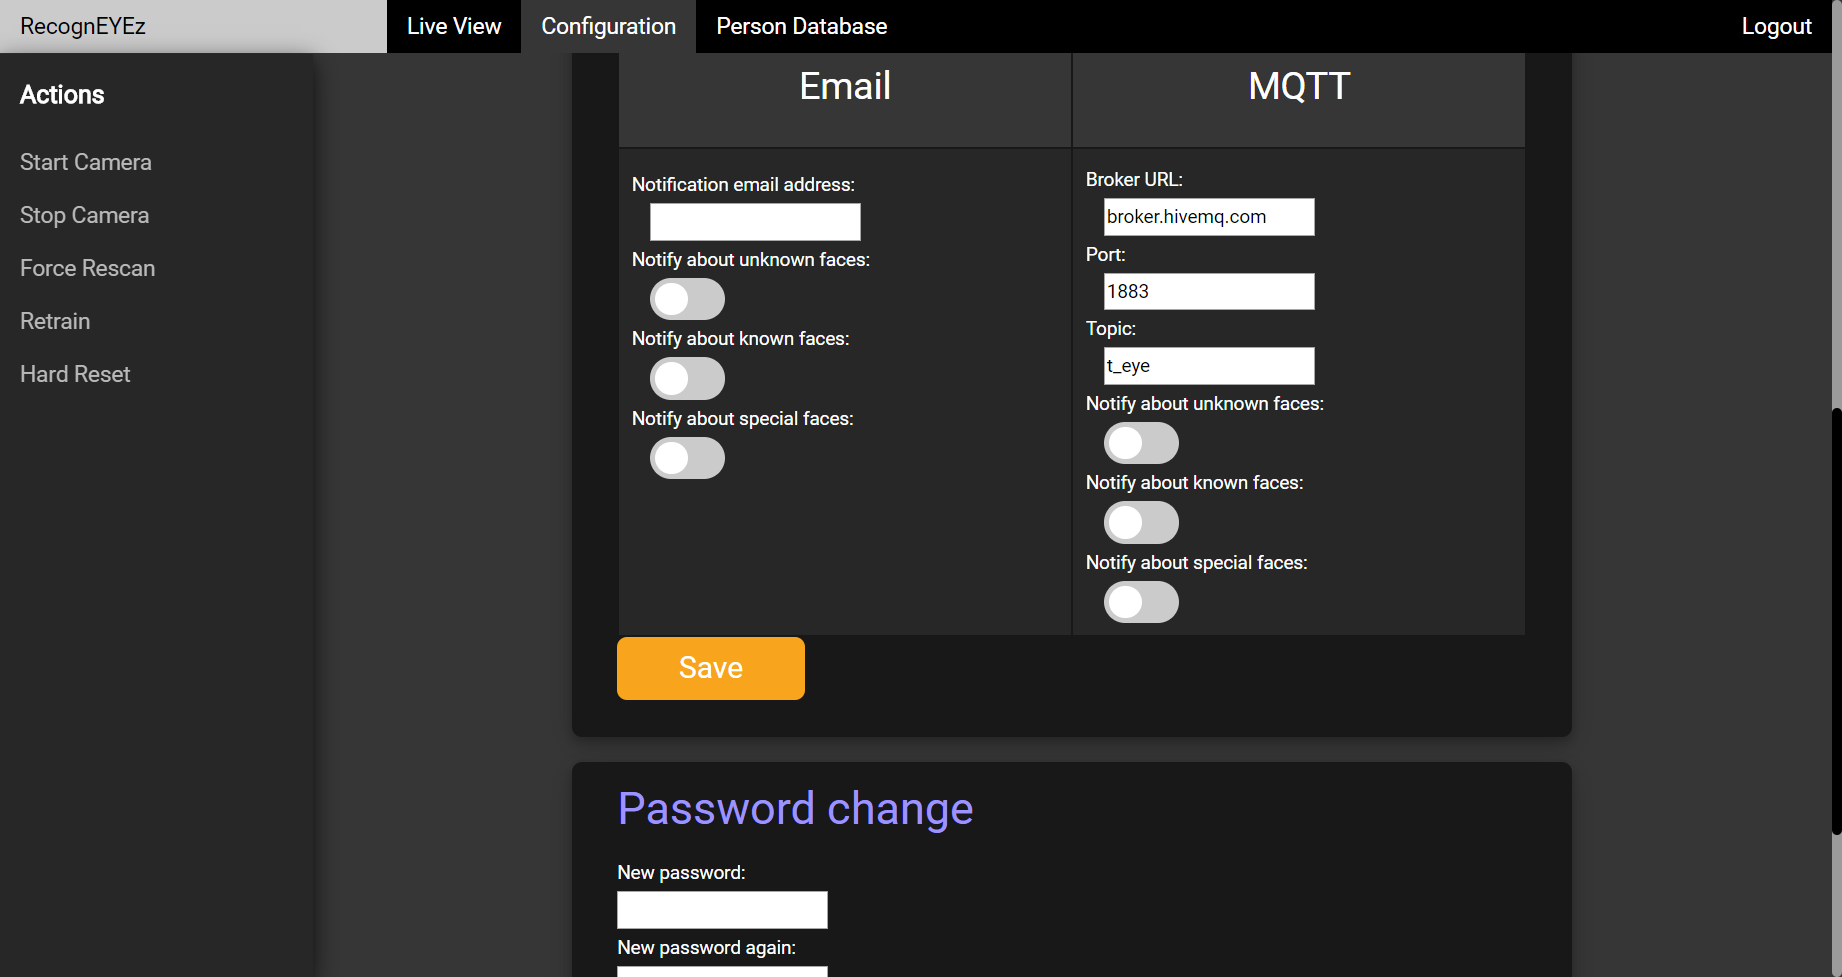 RecognEYEz
Live View
Configuration
Person Database
Logout
Actions
Start Camera
Stop Camera
Force Rescan
Retrain
Hard Reset
Email
Notification email address:
Notify about unknown faces:
Notify about known faces:
Notify about special faces:
MQTT
Broker URL:
broker.hivemq.com
Port:
1883
Topic:
t_eye
Notify about unknown faces:
Notify about known faces:
Notify about special faces:
Save
Password change
New password:
New password again: